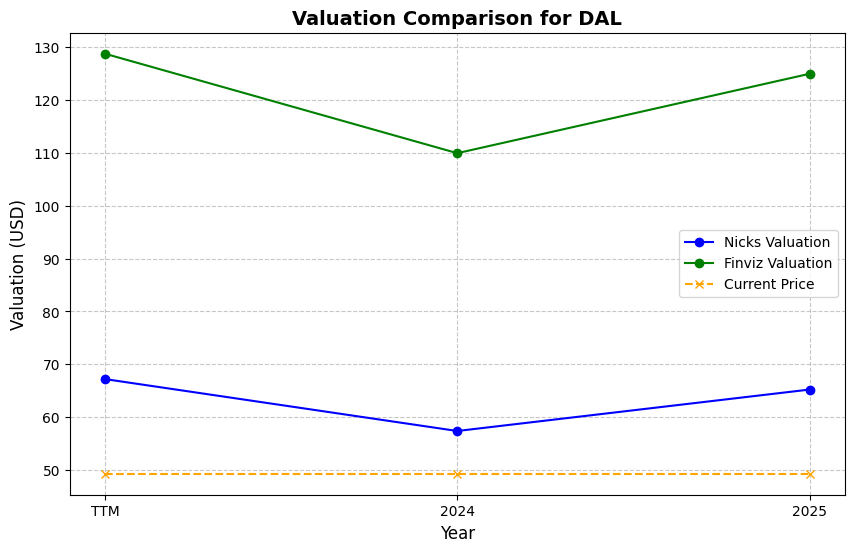 Valuation Comparison for DAL
Valuation (USD)
130
120
110
100
90
80
70
60
50
Nicks Valuation
Finviz Valuation
Current Price
TTM
2024
2025
Year